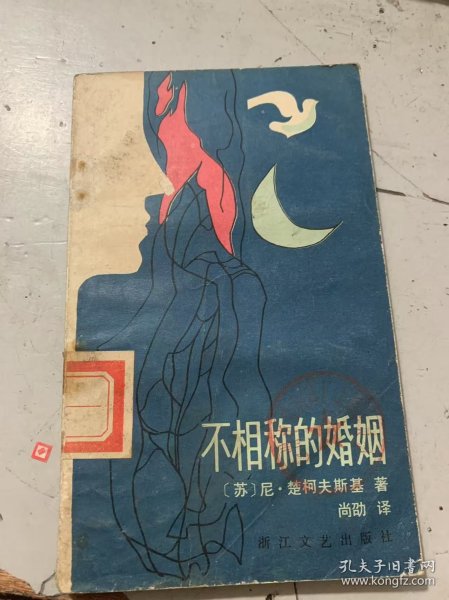 不相称的婚姻
〔苏〕尼·楚柯夫斯基 著
尚劭 译
浙江文艺出版社
孔夫子旧书网
www.kongfz.com